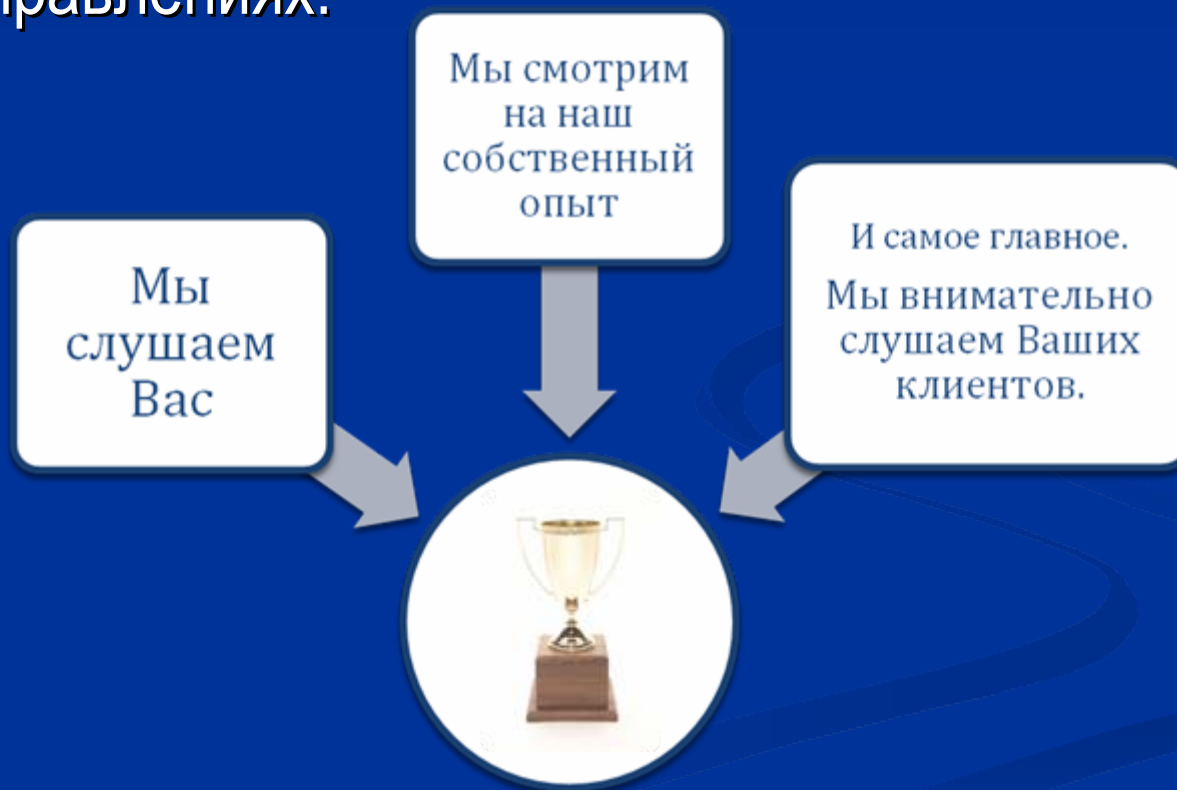 Мы смотрим
на наш
собственный
опыт
И самое главное.
Мы внимательно
слушаем Ваших
клиентов.
Мы
слушаем
Вас